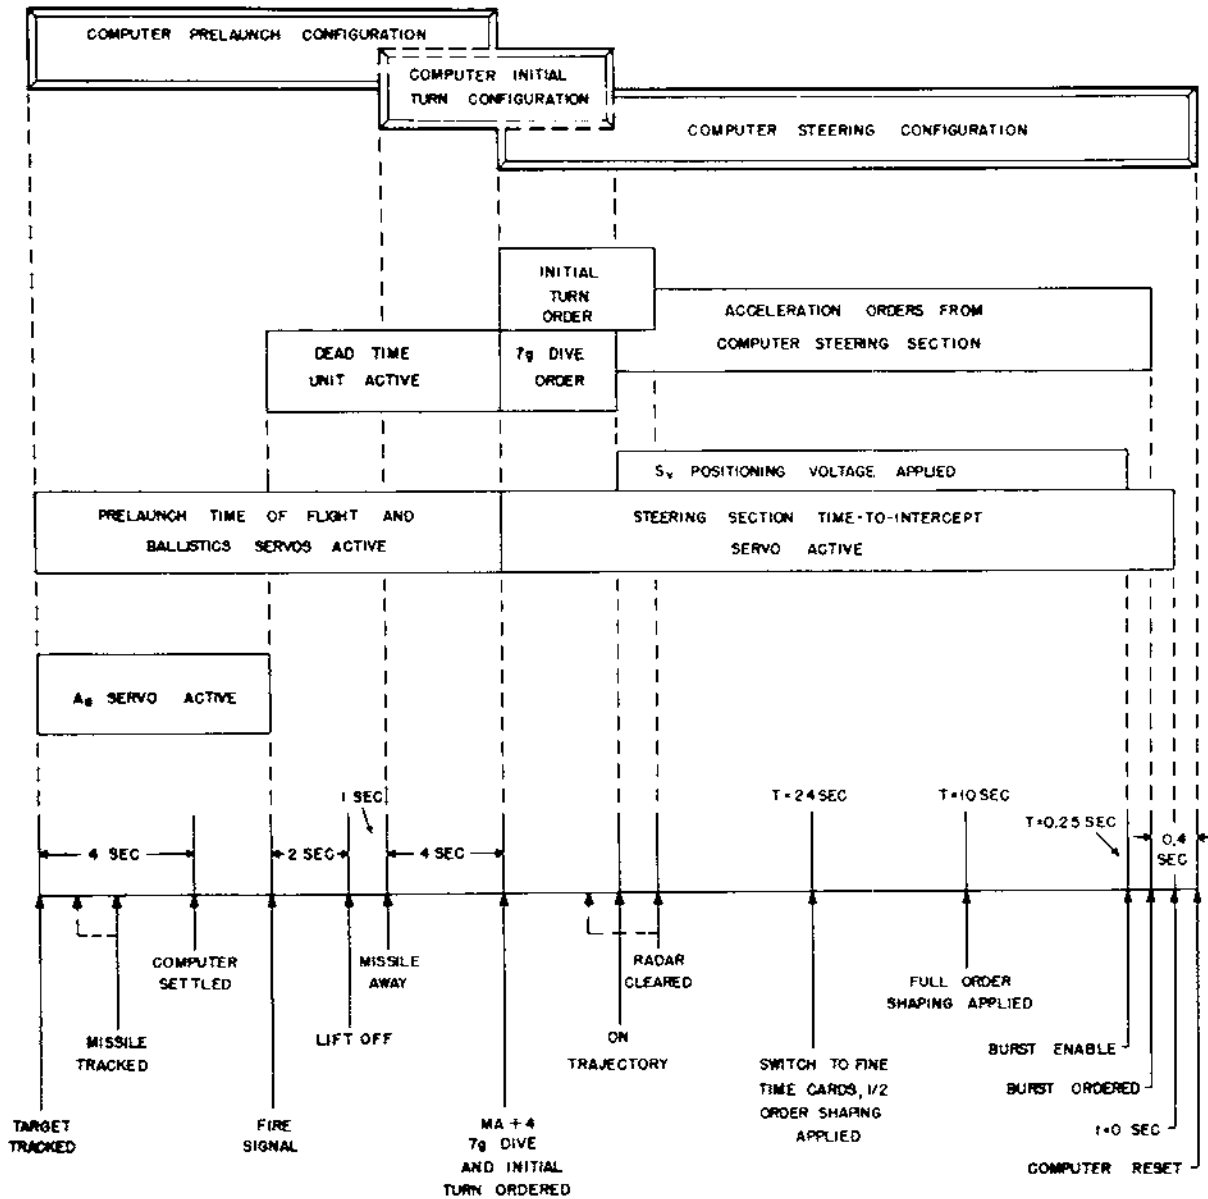 COMPUTER PRELAUNCH CONFIGURATION
COMPUTER INITIAL
TURN CONFIGURATION
COMPUTER STEERING CONFIGURATION
INITIAL
TURN
ORDER
ACCELERATION ORDERS FROM
COMPUTER STEERING SECTION
DEAD TIME
UNIT ACTIVE
7g DIVE
ORDER
Sv POSITIONING VOLTAGE APPLIED
PRELAUNCH TIME OF FLIGHT AND
BALLISTICS SERVOS ACTIVE
STEERING SECTION TIME-TO-INTERCEPT
SERVO ACTIVE
SERVO ACTIVE
1 SEC
T=24 SEC
T=10 SEC
T=0.25 SEC
4 SEC
2 SEC
4 SEC
0.4
SEC
COMPUTER
SETTLED
MISSILE
AWAY
RADAR
CLEARED
FULL ORDER
SHAPING APPLIED
MISSILE
TRACKED
LIFT OFF
ON
TRAJECTORY
SWITCH TO FINE
TIME CARDS, 1/2
ORDER SHAPING
APPLIED
BURST ENABLE
BURST ORDERED
TARGET
TRACKED
FIRE
SIGNAL
MA + 4
7g DIVE
AND INITIAL
TURN ORDERED
t=0 SEC
COMPUTER RESET